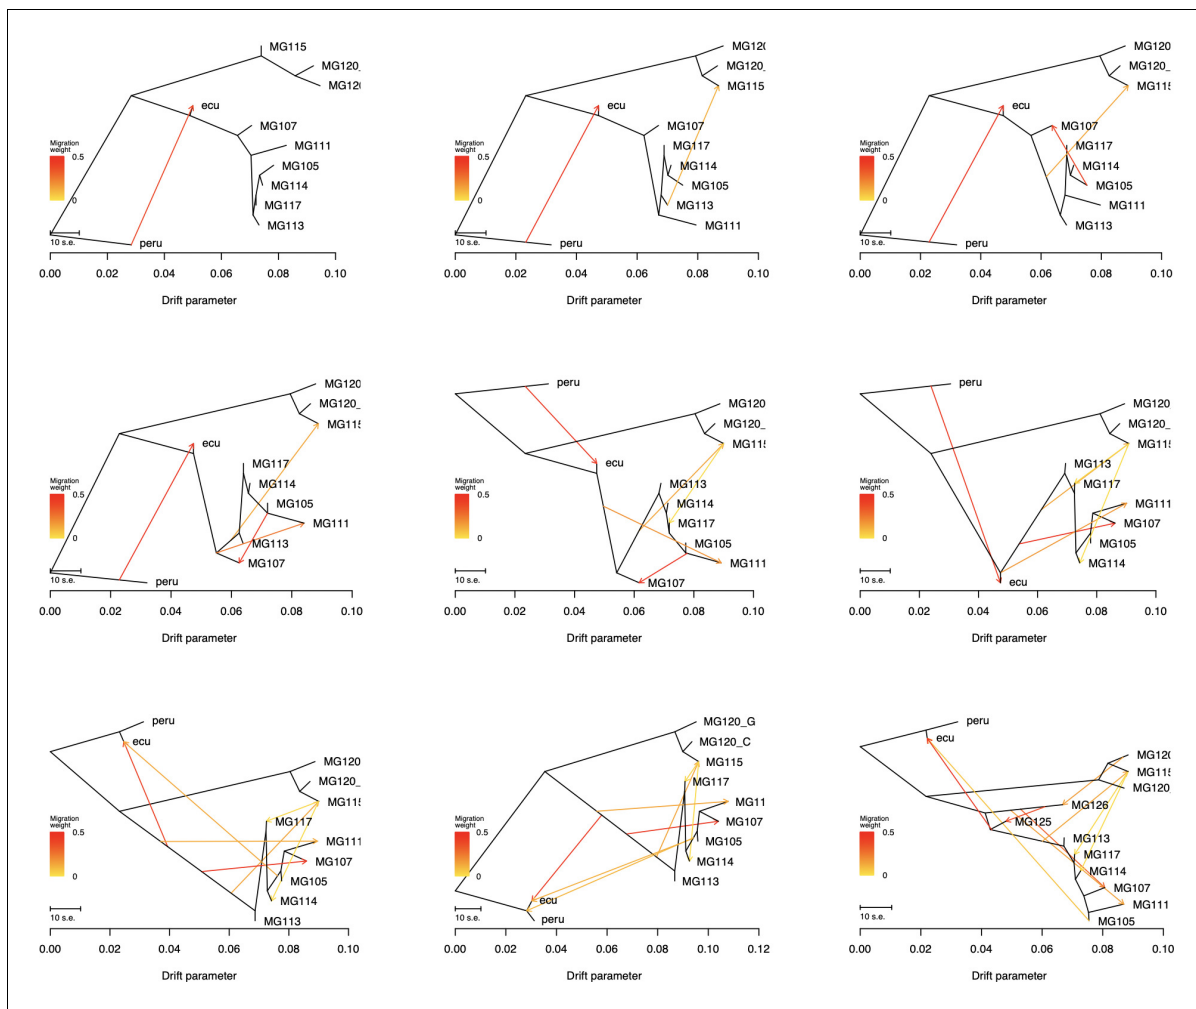 MG115
MG120_
MG120
ecu
MG107
MG111
MG105
MG114
MG117
MG113
peru
Migration
weight
0.5
0
10 s.e.
0.00 0.02 0.04 0.06 0.08 0.10
Drift parameter
MG120
MG120_
MG115
ecu
MG107
MG117
MG114
MG105
MG113
MG111
peru
Migration
weight
0.5
0
10 s.e.
0.00 0.02 0.04 0.06 0.08 0.10
Drift parameter
MG120
MG120_
MG115
ecu
MG107
MG117
MG114
MG105
MG111
MG113
peru
Migration
weight
0.5
0
10 s.e.
0.00 0.02 0.04 0.06 0.08 0.10
Drift parameter
MG120
MG120_
MG115
ecu
MG117
MG114
MG105
MG111
MG113
MG107
peru
Migration
weight
0.5
0
10 s.e.
0.00 0.02 0.04 0.06 0.08 0.10
Drift parameter
peru
MG120
MG120_
MG115
ecu
MG113
MG114
MG117
MG105
MG111
MG107
Migration
weight
0.5
0
10 s.e.
0.00 0.02 0.04 0.06 0.08 0.10
Drift parameter
peru
MG120
MG120_
MG115
MG113
MG117
MG111
MG107
MG105
MG114
ecu
Migration
weight
0.5
0
10 s.e.
0.00 0.02 0.04 0.06 0.08 0.10
Drift parameter
peru
ecu
MG120
MG120_
MG115
MG117
MG111
MG107
MG105
MG114
MG113
Migration
weight
0.5
0
10 s.e.
0.00 0.02 0.04 0.06 0.08 0.10
Drift parameter
MG120_G
MG120_C
MG115
MG117
MG11
MG107
MG105
MG114
MG113
ecu
peru
Migration
weight
0.5
0
10 s.e.
0.00 0.02 0.04 0.06 0.08 0.10 0.12
Drift parameter
peru
ecu
MG120
MG115
MG120_
MG126
MG125
MG113
MG117
MG114
MG107
MG111
MG105
Migration
weight
0.5
0
10 s.e.
0.00 0.02 0.04 0.06 0.08 0.10
Drift parameter